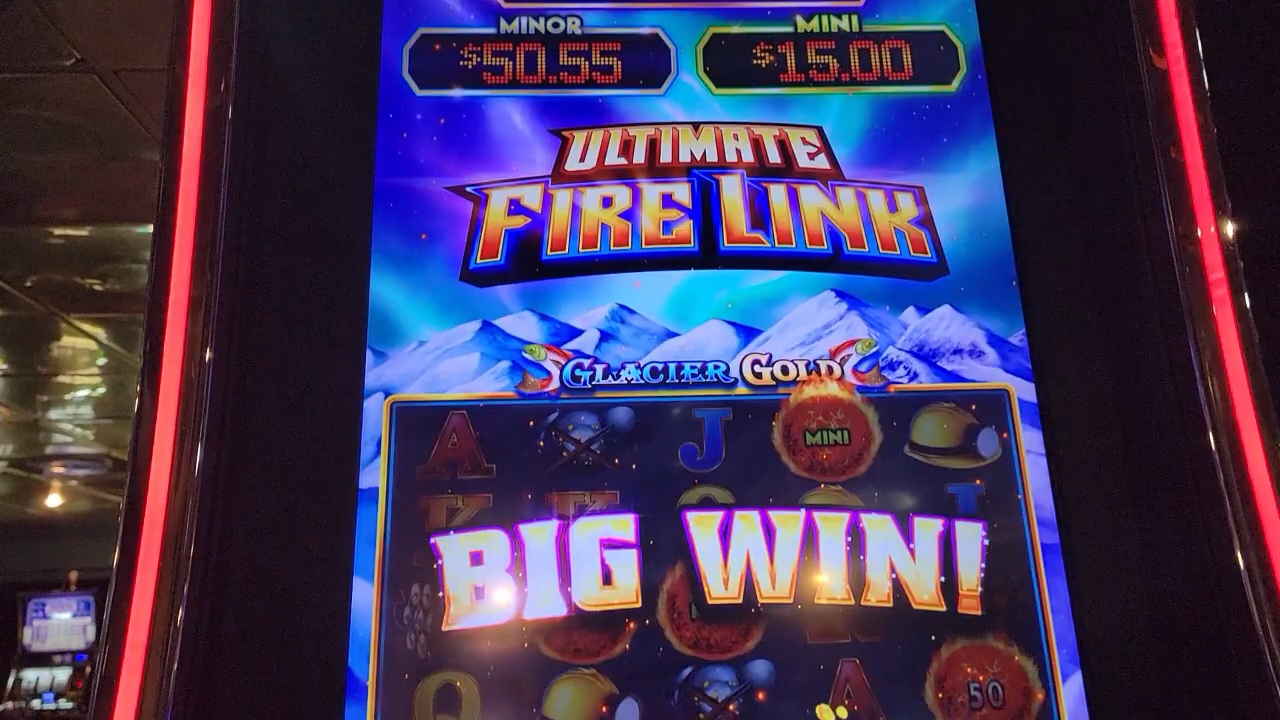 MINOR MINI
$50.55 $15.00
ULTIMATE
FIRE LINK
GLACIER GOLD
A J MINI
K K Q J
BIG WIN!
Q A 50